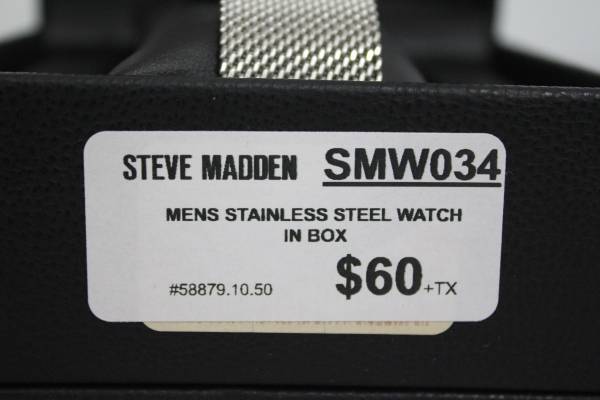 STEVE MADDEN SMW034
MENS STAINLESS STEEL WATCH
IN BOX
#58879.10.50 $60+TX